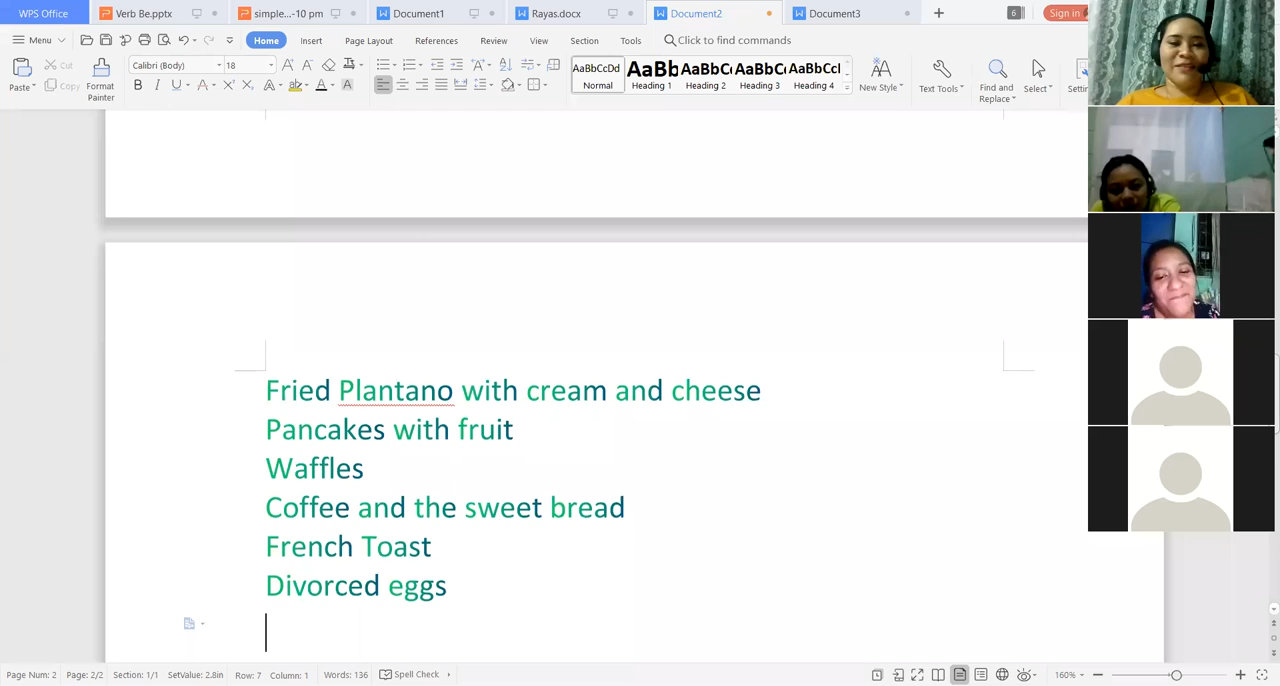 WPS Office
Verb Be.pptx
simple...-10 pm
Document1
Rayas.docx
Document2
Document3
6
Sign in
Menu
Home
Insert
Page Layout
References
Review
View
Section
Tools
Click to find commands
Paste
Cut
Copy
Format Painter
Calibri (Body)
18
AaBbCcDd
Normal
AaBb
Heading 1
AaBbC
Heading 2
AaBbC
Heading 3
AaBbCcl
Heading 4
New Style
Text Tools
Find and Replace
Select
Fried Plantano with cream and cheese
Pancakes with fruit
Waffles
Coffee and the sweet bread
French Toast
Divorced eggs
Page Num: 2
Page: 2/2
Section: 1/1
SetValue: 2.8in
Row: 7
Column: 1
Words: 136
Spell Check
160%